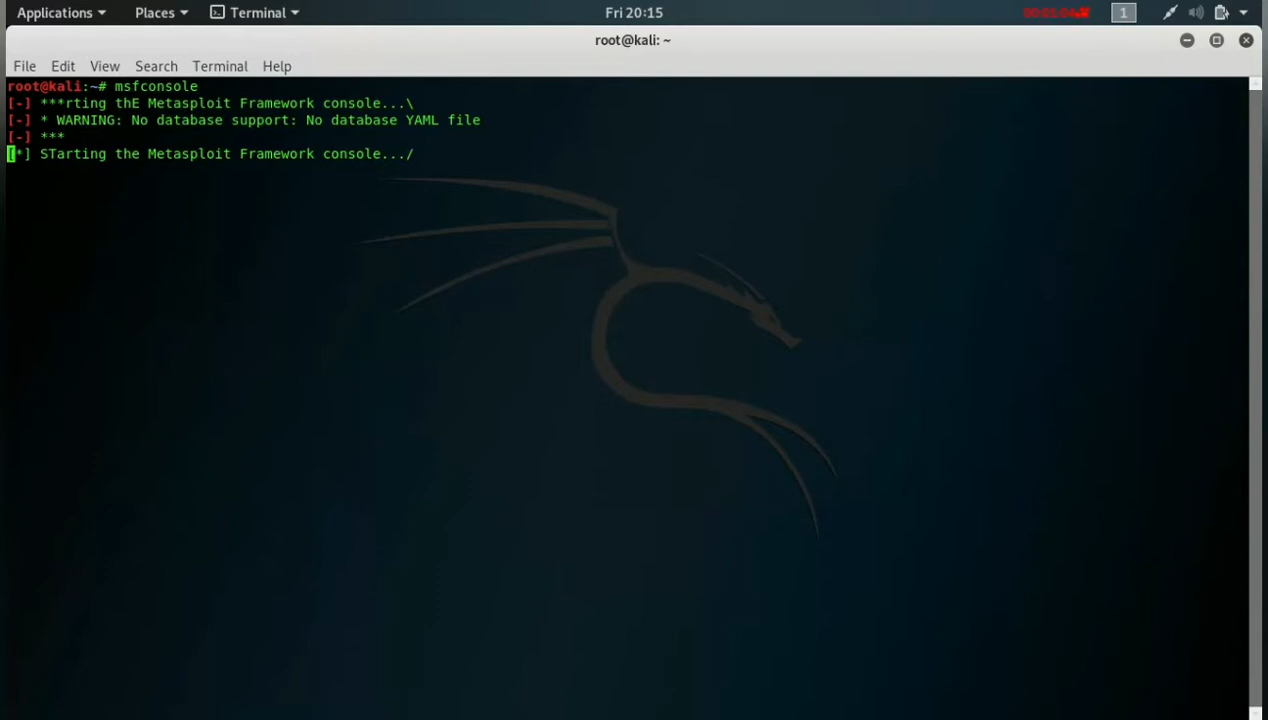 Applications Places Terminal Fri 20:15 1
root@kali: ~
File Edit View Search Terminal Help
root@kali:~# msfconsole
[-] ***rting thE Metasploit Framework console...\
[-] * WARNING: No database support: No database YAML file
[-] ***
[*] STarting the Metasploit Framework console.../